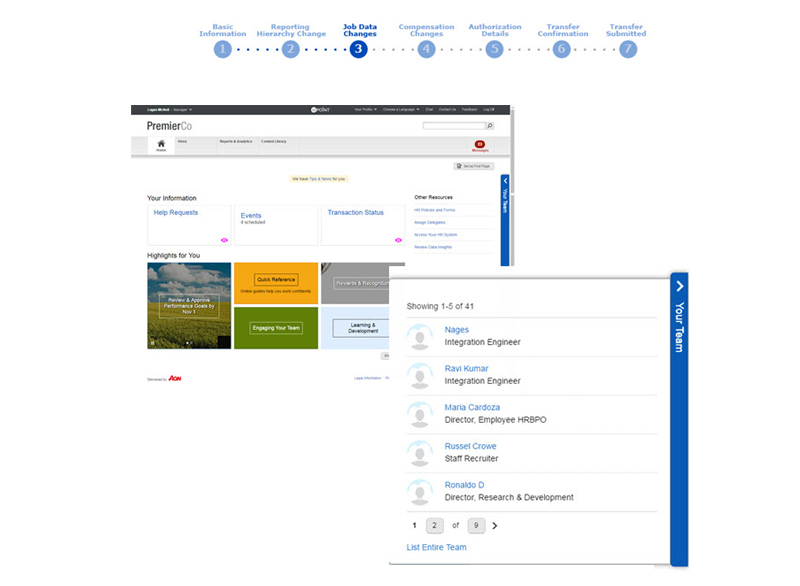 Basic
Information
Reporting
Hierarchy Change
Job Data
Changes
Compensation
Changes
Authorization
Details
Transfer
Confirmation
Transfer
Submitted
1 2 3 4 5 6 7
Logan McNeil - Manager
UPOINT
Your Profile
Choose a Language
Chat
Contact Us
Feedback
Log Off
PremierCo
Home
News
Reports & Analytics
Content Library
Messages
Set as First Page
We have Tips & News for you
Your Information
Help Requests
Events
4 scheduled
Transaction Status
Other Resources
HR Policies and Forms
Assign Delegates
Access Your HR System
Review Data Insights
Your Team
Highlights for You
Review & Approve
Performance Goals by
Nov 1
Quick Reference
Online guides help you work confidently.
Rewards & Recognition
Engaging Your Team
Learning &
Development
Delivered by AON
Legal Information
Showing 1-5 of 41
Nages
Integration Engineer
Ravi Kumar
Integration Engineer
Maria Cardoza
Director, Employee HRBPO
Russel Crowe
Staff Recruiter
Ronaldo D
Director, Research & Development
1 2 of 9
List Entire Team
Your Team